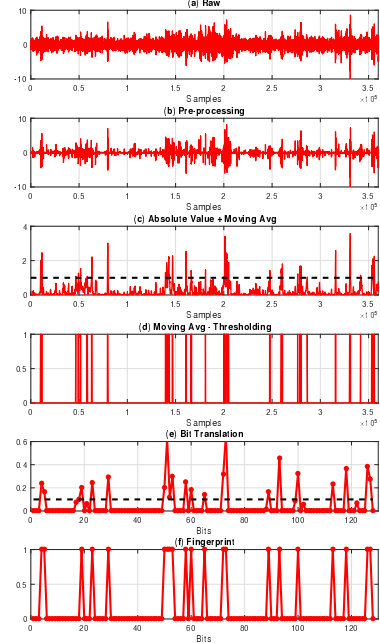 (a) Raw
10
0
-10
0 0.5 1 1.5 2 2.5 3 3.5
Samples ×10⁵
(b) Pre-processing
10
0
-10
0 0.5 1 1.5 2 2.5 3 3.5
Samples ×10⁵
(c) Absolute Value + Moving Avg
4
2
0
0 0.5 1 1.5 2 2.5 3 3.5
Samples ×10⁵
(d) Moving Avg - Thresholding
1
0.5
0
0 0.5 1 1.5 2 2.5 3 3.5
Samples ×10⁵
(e) Bit Translation
0.6
0.4
0.2
0
0 20 40 60 80 100 120
Bits
(f) Fingerprint
1
0.5
0
0 20 40 60 80 100 120
Bits